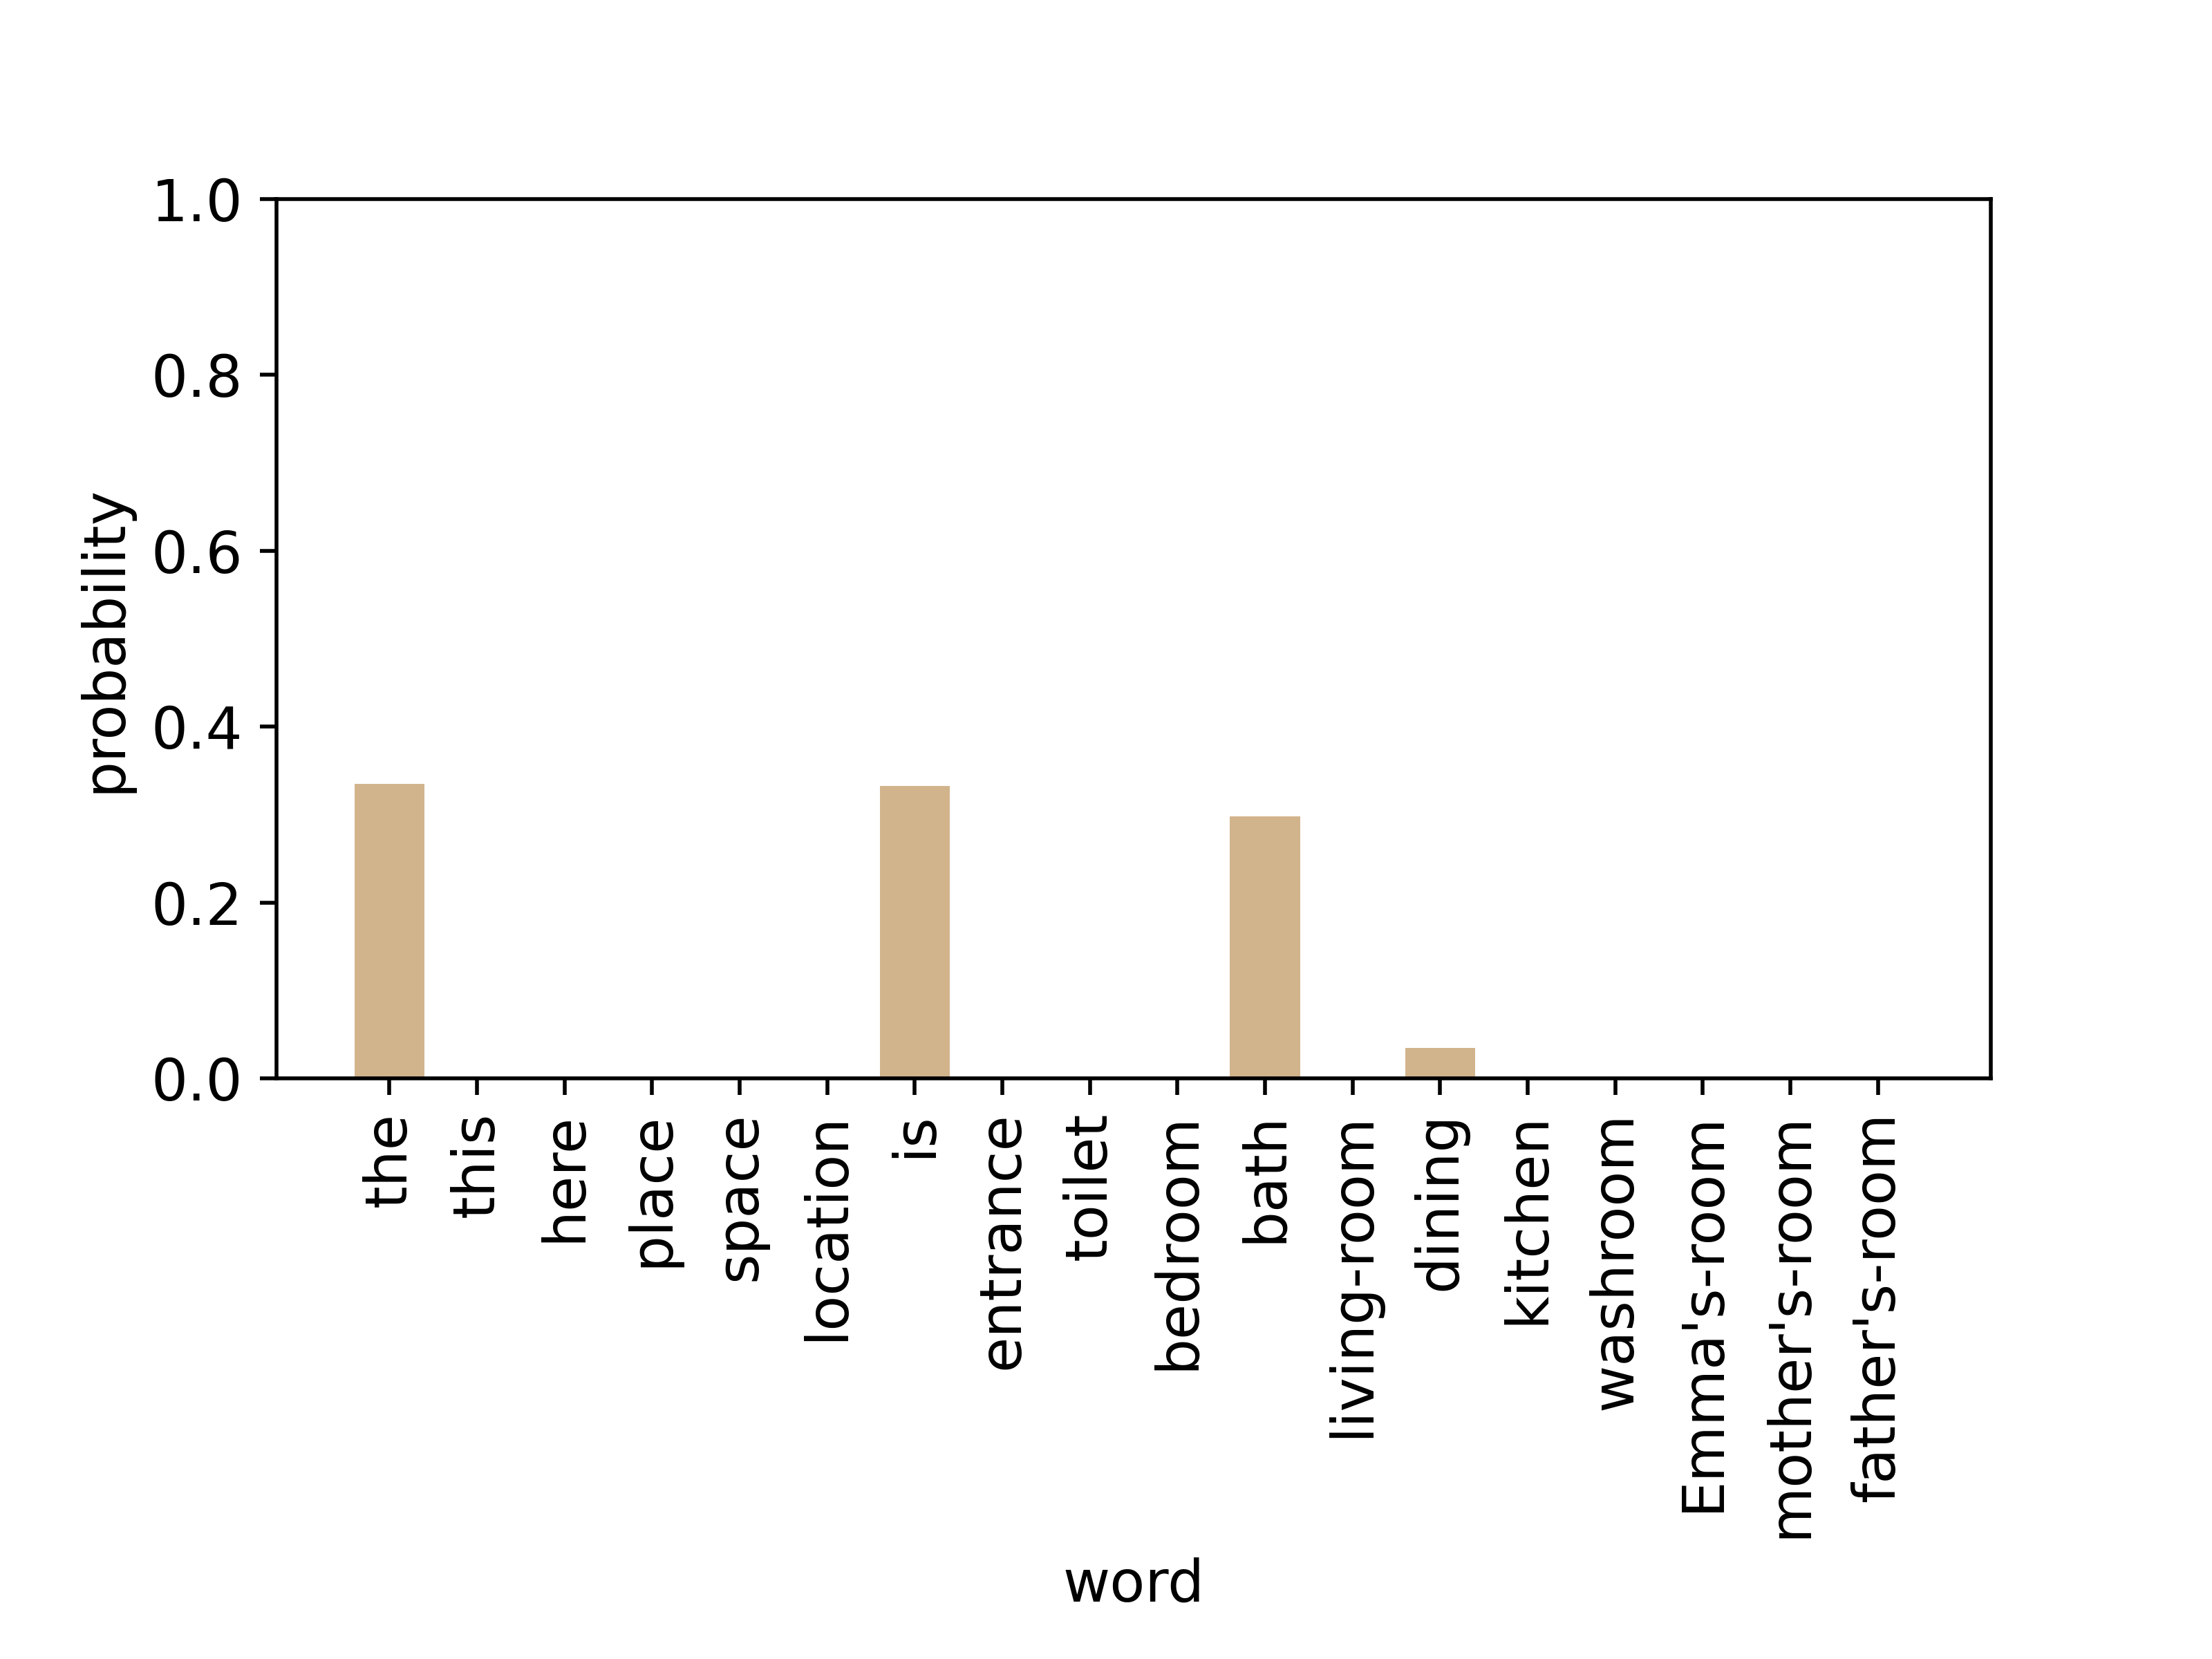 1.0
0.8
0.6
0.4
0.2
0.0
probability
the
this
here
place
space
location
is
entrance
toilet
bedroom
bath
living-room
dining
kitchen
washroom
Emma's-room
mother's-room
father's-room
word